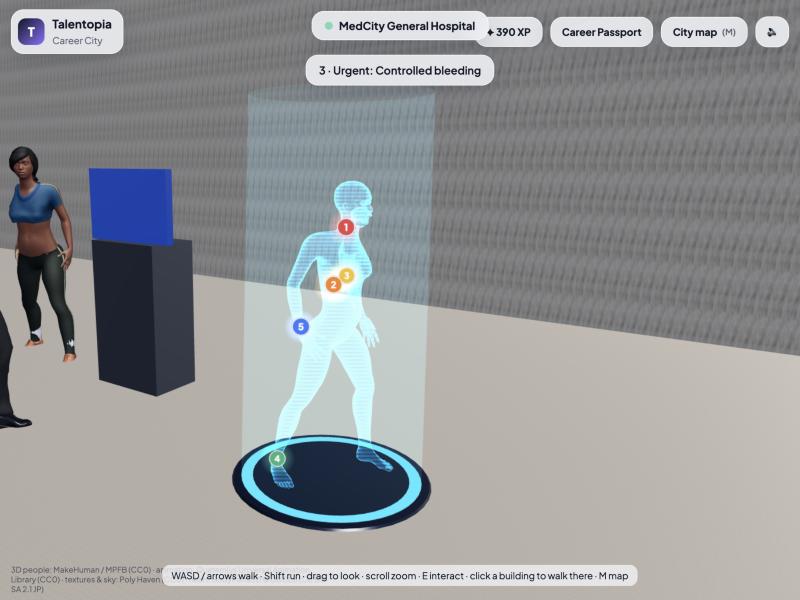 T
Talentopia
Career City
MedCity General Hospital
390 XP
Career Passport
City map (M)
3 · Urgent: Controlled bleeding
1
3
2
5
4
3D people: MakeHuman / MPFB (CC0) ·
Library (CC0) · textures & sky: Poly Haven
SA 2.1 JP)
WASD / arrows walk · Shift run · drag to look · scroll zoom · E interact · click a building to walk there · M map